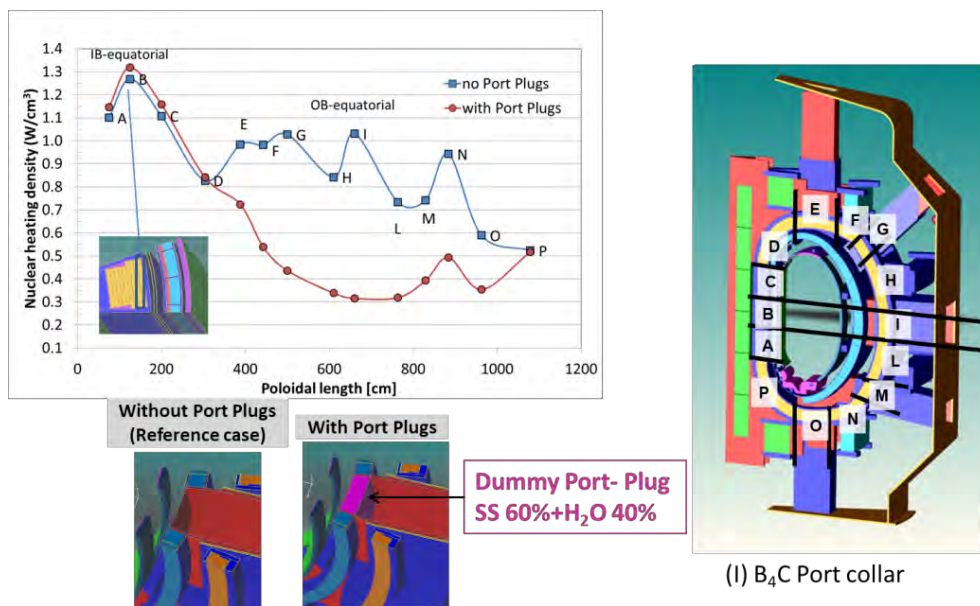 IB-equatorial
OB-equatorial
no Port Plugs
with Port Plugs
Nuclear heating density (W/cm³)
1.4
1.3
1.2
1.1
1.0
0.9
0.8
0.7
0.6
0.5
0.4
0.3
0.2
0.1
A
B
C
D
E
F
G
H
I
L
M
N
O
P
0
200
400
600
800
1000
1200
Poloidal length [cm]
Without Port Plugs
(Reference case)
With Port Plugs
Dummy Port- Plug
SS 60%+H₂O 40%
E
F
G
D
C
H
B
I
A
L
P
M
O
N
(I) B₄C Port collar